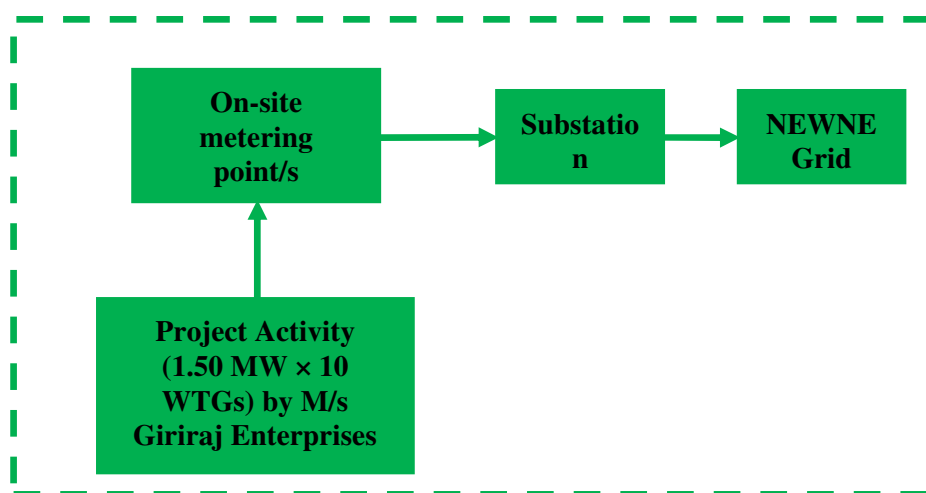 On-site
metering
point/s
Substatio
n
NEWNE
Grid
Project Activity
(1.50 MW × 10
WTGs) by M/s
Giriraj Enterprises